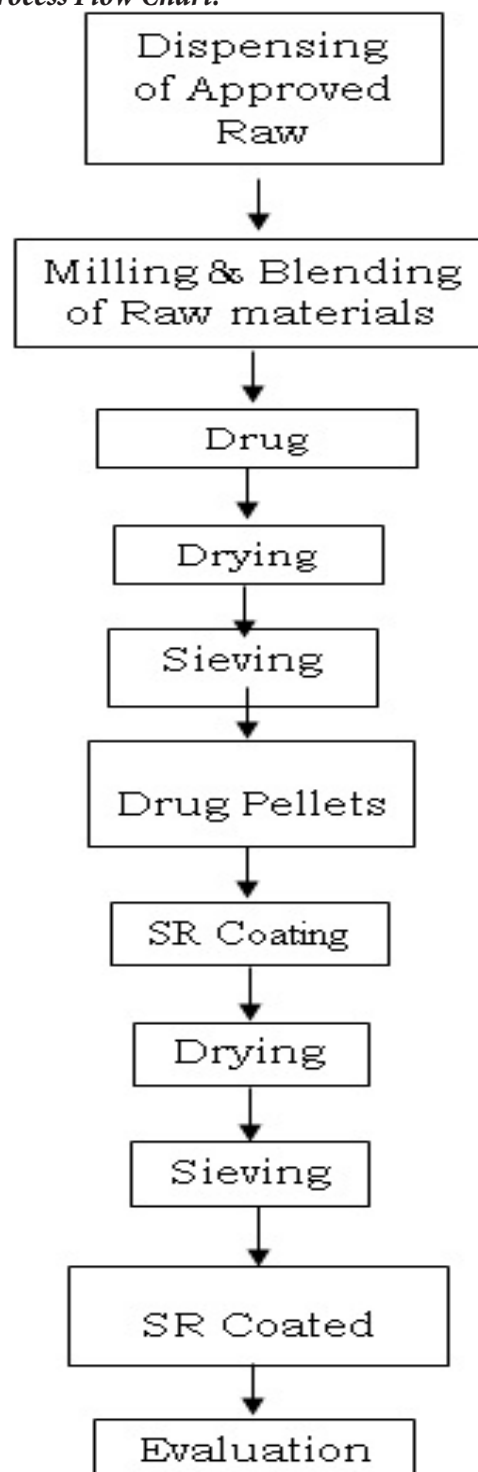 Process Flow Chart:
Dispensing
of Approved
Raw
Milling & Blending
of Raw materials
Drug
Drying
Sieving
Drug Pellets
SR Coating
Drying
Sieving
SR Coated
Evaluation